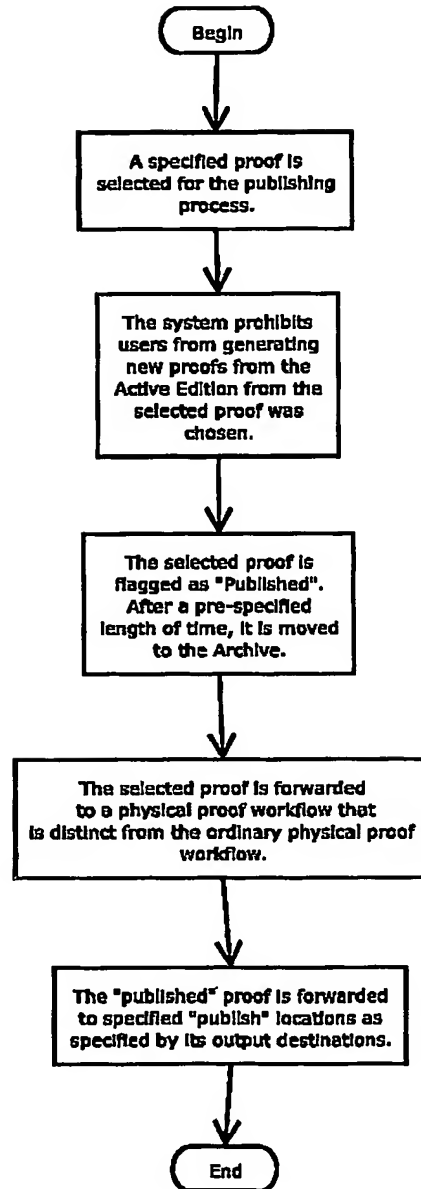 Begin
A specified proof is
selected for the publishing
process.
The system prohibits
users from generating
new proofs from the
Active Edition from the
selected proof was
chosen.
The selected proof is
flagged as "Published".
After a pre-specified
length of time, it is moved
to the Archive.
The selected proof is forwarded
to a physical proof workflow that
is distinct from the ordinary physical proof
workflow.
The "published" proof is forwarded
to specified "publish" locations as
specified by its output destinations.
End